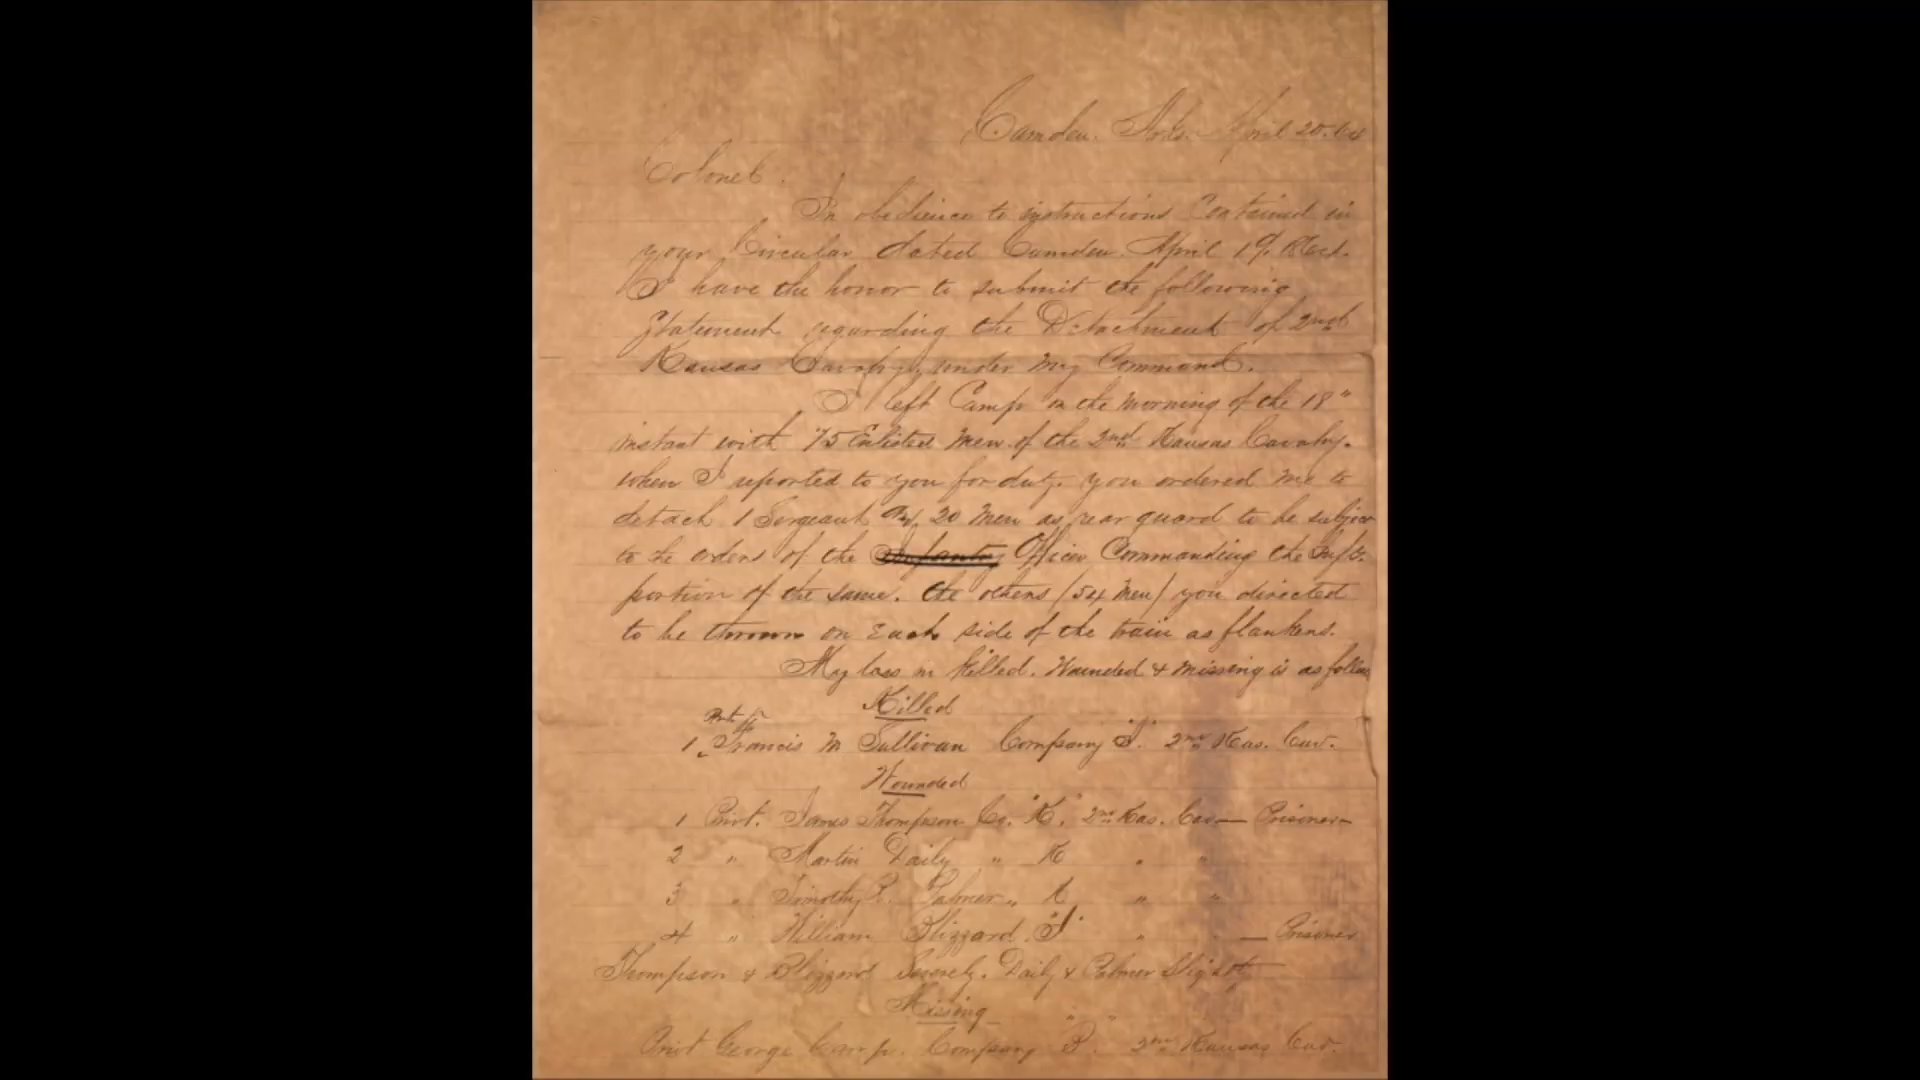 Camden. Arks. April 20. 64
Colonel.
In obedience to instructions Contained in
your Circular dated Camden. April 19.
I have the honor to submit the following
Statement regarding the Detachment of 2nd
Kansas Cavalry, under my Command.
I left Camp on the morning of the 18"
instant with 75 Enlisted Men of the 2nd Kansas Cavalry.
when I reported to you for duty. you ordered me to
detach 1 Sergeant and 20 Men as rear guard to be subject
to the orders of the Infantry Officer Commanding the Inft.
portion of the same. the others (54 Men) you directed
to be thrown on Each side of the train as flankers.
My loss in killed. Wounded & missing is as follows
Killed
1 Privt Francis M Sullivan Company "I". 2nd Kas. Cav.
Wounded
1 Privt. James Thompson Co. "K". 2nd Kas. Cav — Prisoner —
2 " Martin Daily " K " "
3 " Timothy P. Palmer " K " "
4 " William Blizzard "I" " " — Prisoner
Thompson & Blizzard Severely. Daily & Palmer Slightly
Missing
Privt George Camp. Company "B". 2nd Kansas Cav.